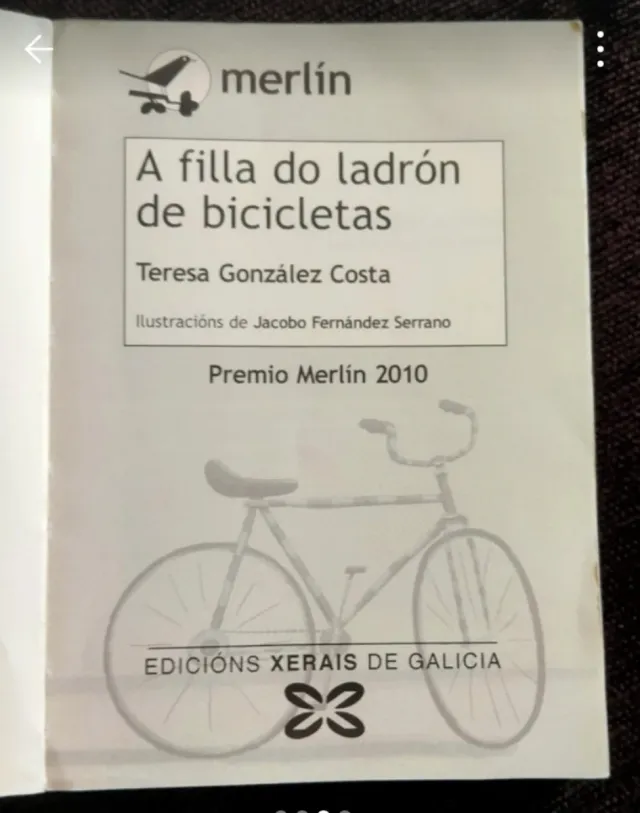 merlín
A filla do ladrón
de bicicletas
Teresa González Costa
Ilustracións de Jacobo Fernández Serrano
Premio Merlín 2010
EDICIÓNS XERAIS DE GALICIA